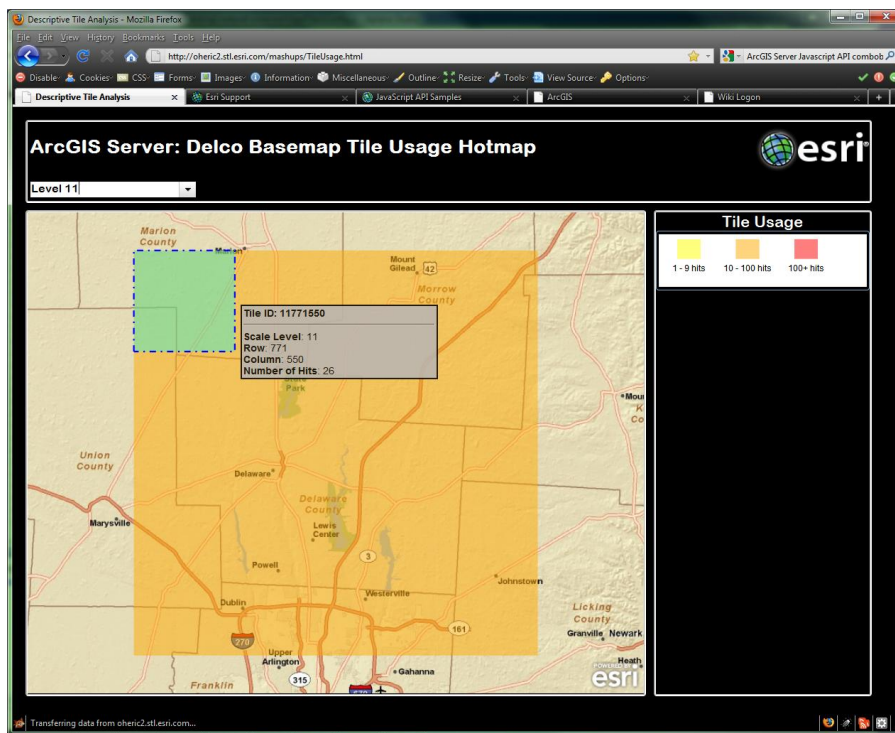 Descriptive Tile Analysis - Mozilla Firefox
File Edit View History Bookmarks Tools Help
http://oheric2.stl.esri.com/mashups/TileUsage.html
ArcGIS Server Javascript API combob
Disable Cookies CSS Forms Images Information Miscellaneous Outline Resize Tools View Source Options
Descriptive Tile Analysis
Esri Support
JavaScript API Samples
ArcGIS
Wiki Logon
ArcGIS Server: Delco Basemap Tile Usage Hotmap
esri
Level 11
Tile Usage
1 - 9 hits
10 - 100 hits
100+ hits
Marion
County
Marion
Mount
Gilead
42
Morrow
County
Tile ID: 11771550
Scale Level: 11
Row: 771
Column: 550
Number of Hits: 26
Park
Mou
K
Co
Union
County
Delaware
Delaware
County
Marysville
Lewis
Center
3
Powell
Johnstown
Westerville
Dublin
Licking
County
161
Granville
Newark
270
Upper
Arlington
Heath
315
Gahanna
POWERED BY
esri
Franklin
Transferring data from oheric2.stl.esri.com...